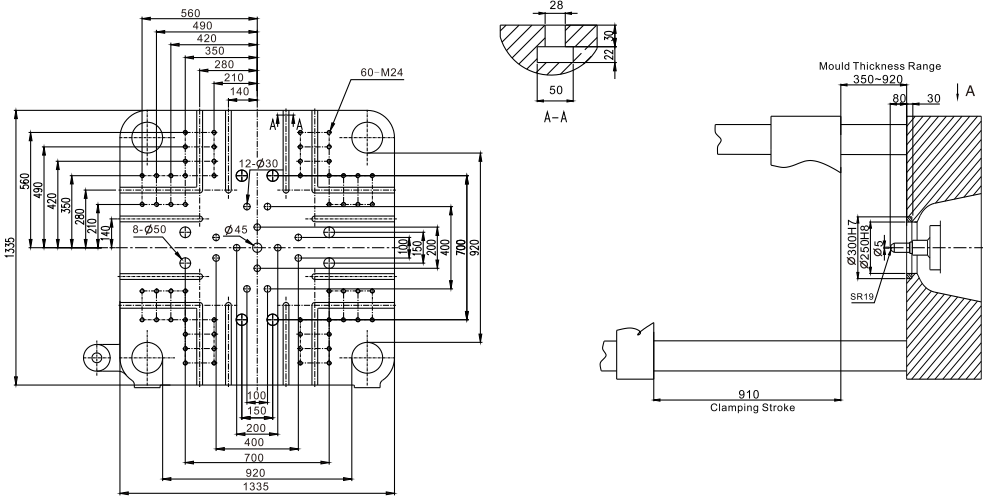 560
490
420
350
280
210
140
60-M24
A
A
12-Ø30
8-Ø50
Ø45
560
490
420
350
280
210
140
1335
100
150
200
400
700
920
100
150
200
400
700
920
1335
28
30
22
50
A-A
Mould Thickness Range
350~920
80
30
A
Ø300H7
Ø250H8
Ø5
SR19
910
Clamping Stroke